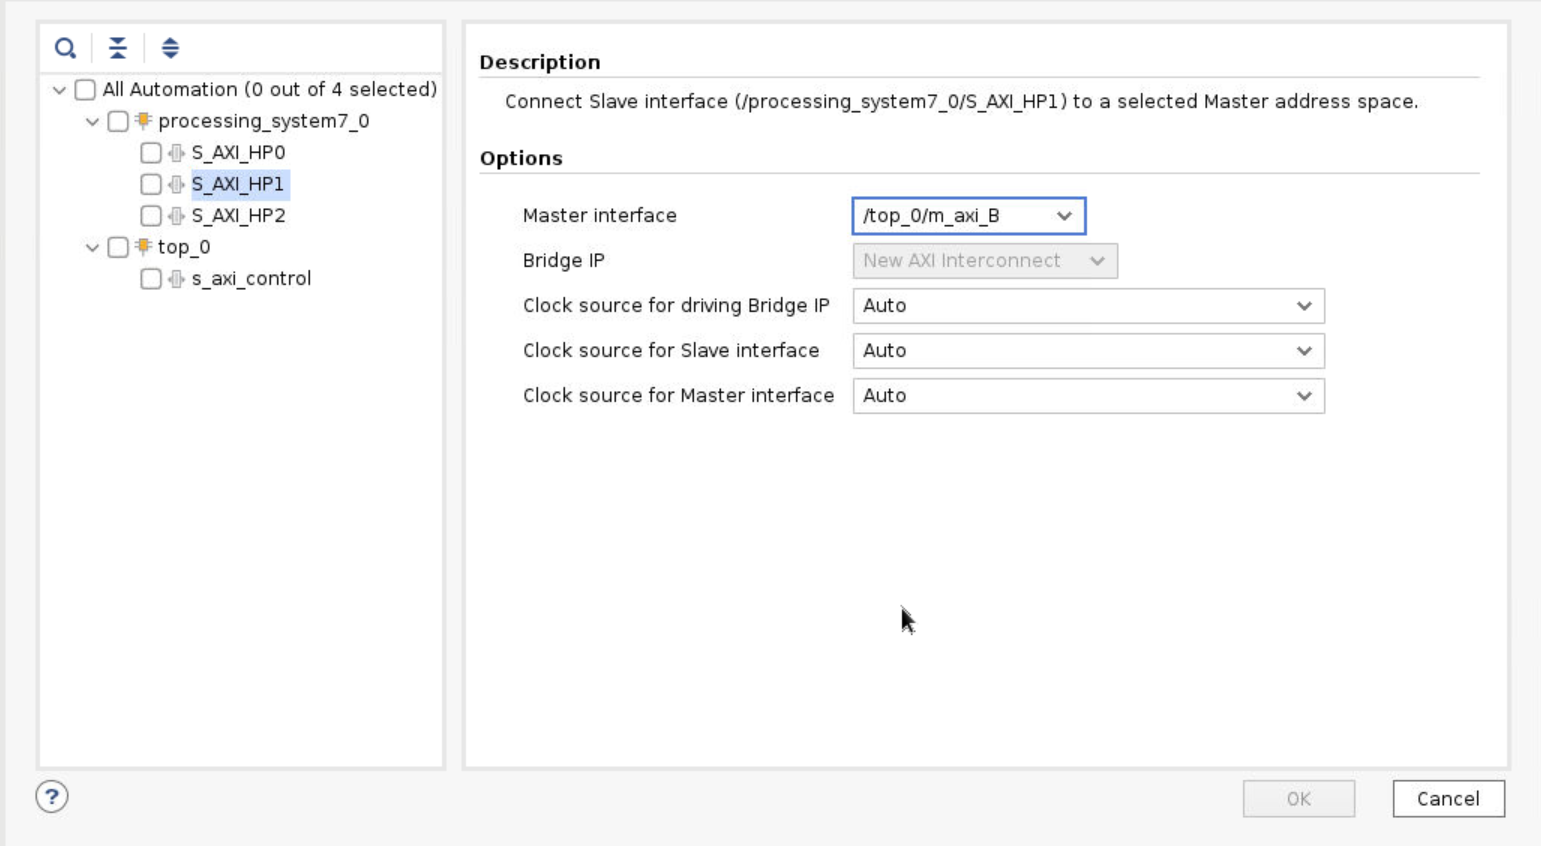 All Automation (0 out of 4 selected)
processing_system7_0
S_AXI_HP0
S_AXI_HP1
S_AXI_HP2
top_0
s_axi_control
Description
Connect Slave interface (/processing_system7_0/S_AXI_HP1) to a selected Master address space.
Options
Master interface /top_0/m_axi_B
Bridge IP New AXI Interconnect
Clock source for driving Bridge IP Auto
Clock source for Slave interface Auto
Clock source for Master interface Auto
?
OK Cancel